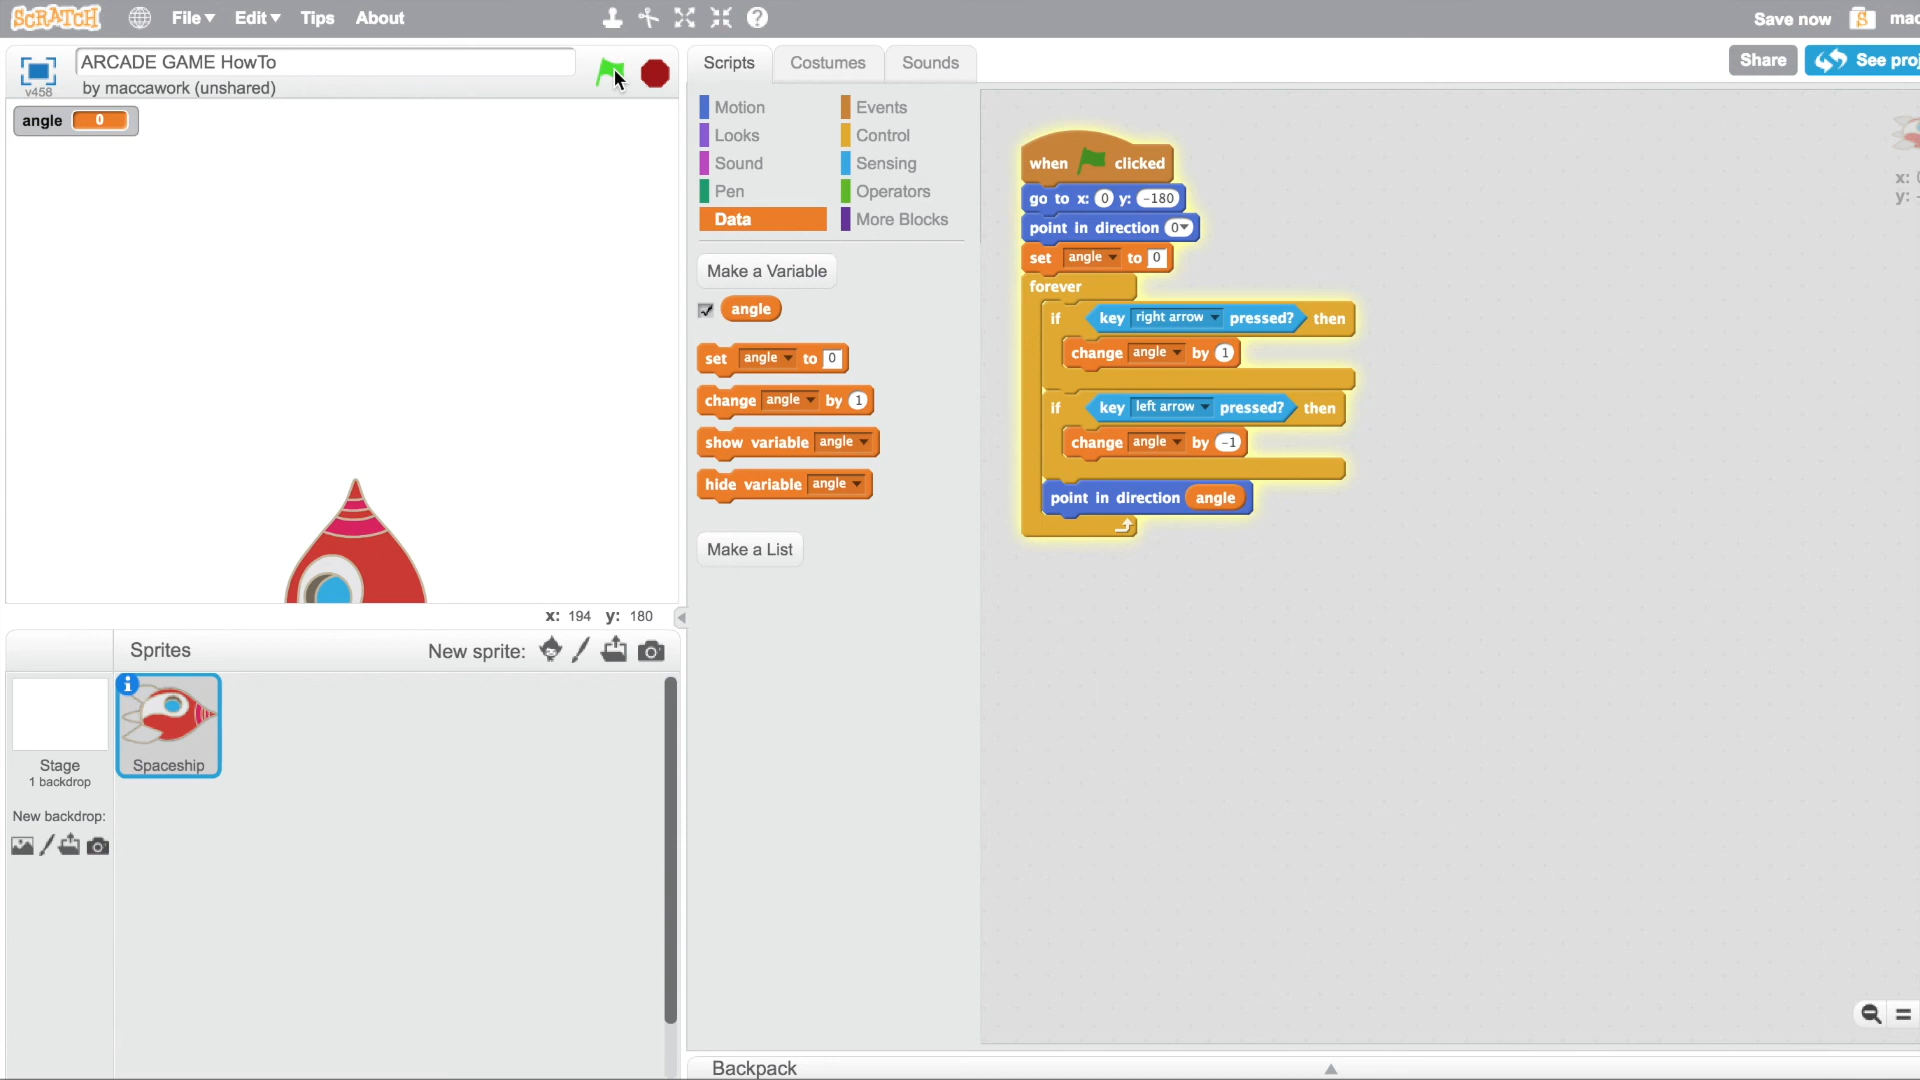 SCRATCH File Edit Tips About Save now mac
ARCADE GAME HowTo
by maccawork (unshared)
v458
Scripts Costumes Sounds
Share See proj
angle 0
Motion
Looks
Sound
Pen
Data
Events
Control
Sensing
Operators
More Blocks
Make a Variable
angle
set angle to 0
change angle by 1
show variable angle
hide variable angle
Make a List
when clicked
go to x: 0 y: -180
point in direction 0
set angle to 0
forever
if key right arrow pressed? then
change angle by 1
if key left arrow pressed? then
change angle by -1
point in direction angle
x:
y: -
x: 194 y: 180
Sprites New sprite:
Stage
1 backdrop
New backdrop:
Spaceship
Backpack